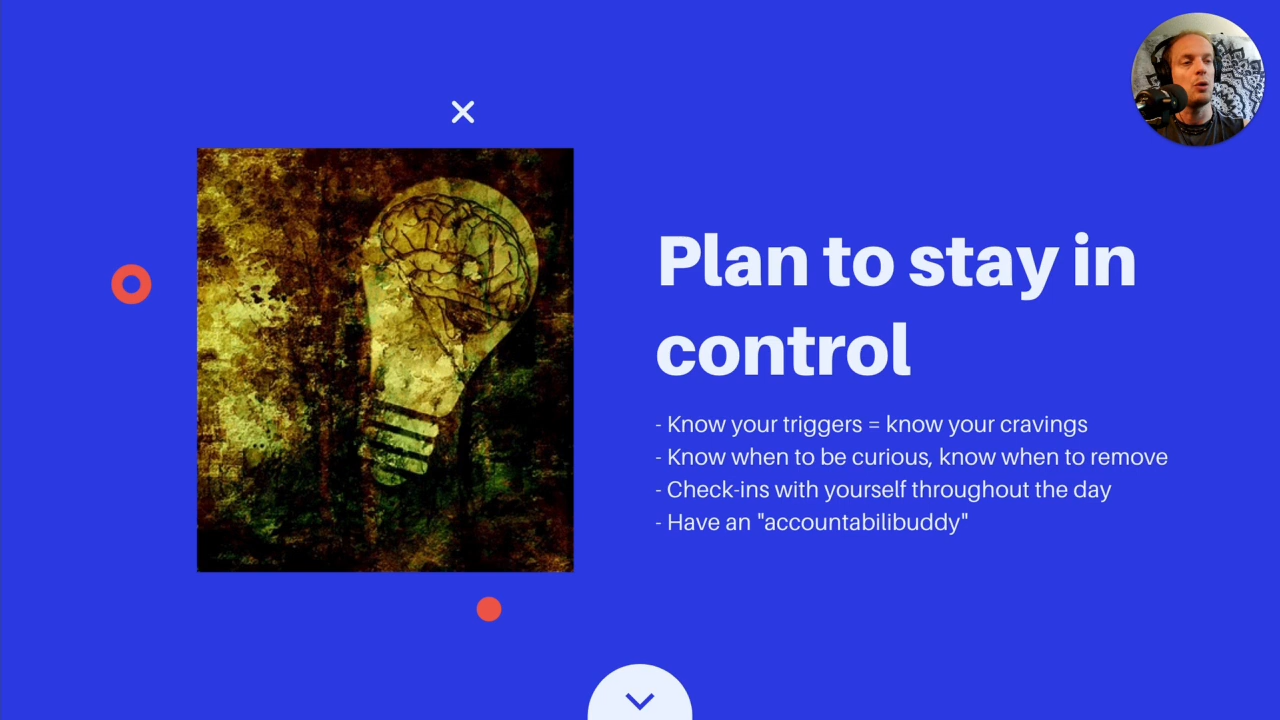 Plan to stay in
control
- Know your triggers = know your cravings
- Know when to be curious, know when to remove
- Check-ins with yourself throughout the day
- Have an "accountabilibuddy"